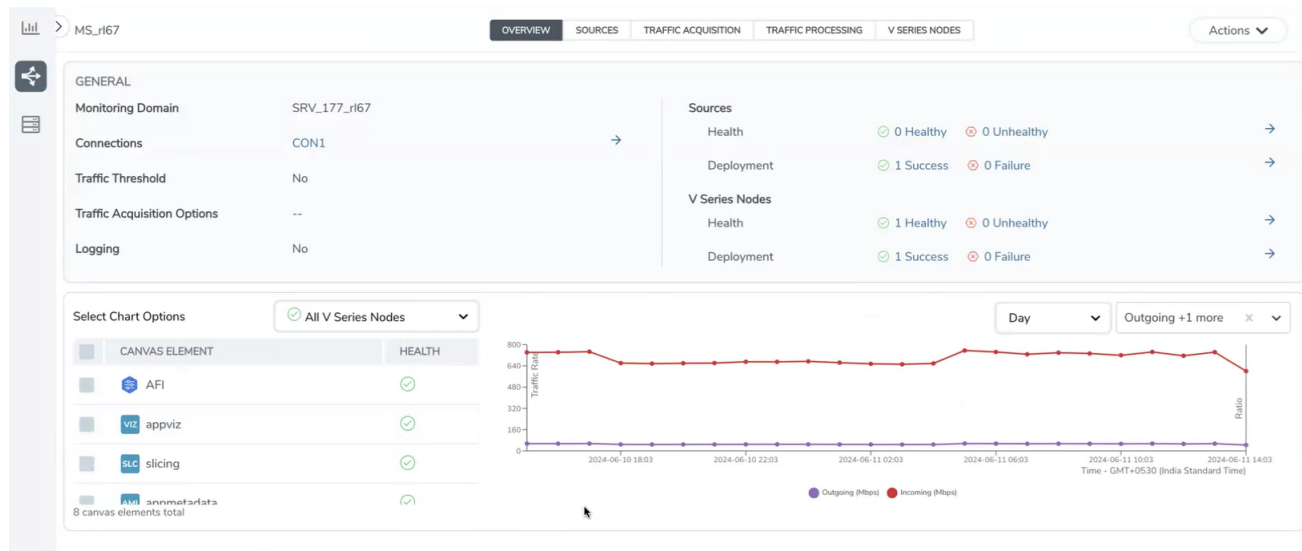 MS_rl67
OVERVIEW SOURCES TRAFFIC ACQUISITION TRAFFIC PROCESSING V SERIES NODES
Actions
GENERAL
Monitoring Domain SRV_177_rl67
Connections CON1
Traffic Threshold No
Traffic Acquisition Options --
Logging No
Sources
Health 0 Healthy 0 Unhealthy
Deployment 1 Success 0 Failure
V Series Nodes
Health 1 Healthy 0 Unhealthy
Deployment 1 Success 0 Failure
Select Chart Options All V Series Nodes
CANVAS ELEMENT HEALTH
AFI
VIZ appviz
SLC slicing
AMI appmetadata
8 canvas elements total
Day Outgoing +1 more
800
640
480
320
160
0
Traffic Rate
Ratio
2024-06-10 18:03 2024-06-10 22:03 2024-06-11 02:03 2024-06-11 06:03 2024-06-11 10:03 2024-06-11 14:03
Time - GMT+0530 (India Standard Time)
Outgoing (Mbps) Incoming (Mbps)